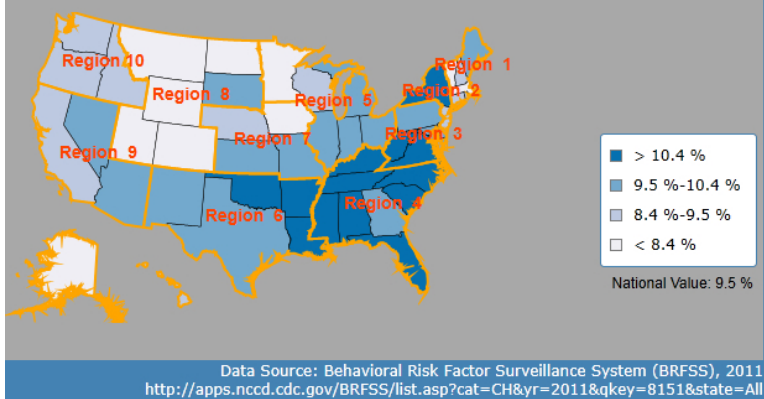 Region 10
Region 1
Region 8
Region 2
Region 5
Region 7
Region 3
Region 9
Region 6
Region 4
> 10.4 %
9.5 %-10.4 %
8.4 %-9.5 %
< 8.4 %
National Value: 9.5 %
Data Source: Behavioral Risk Factor Surveillance System (BRFSS), 2011
http://apps.nccd.cdc.gov/BRFSS/list.asp?cat=CH&yr=2011&qkey=8151&state=All